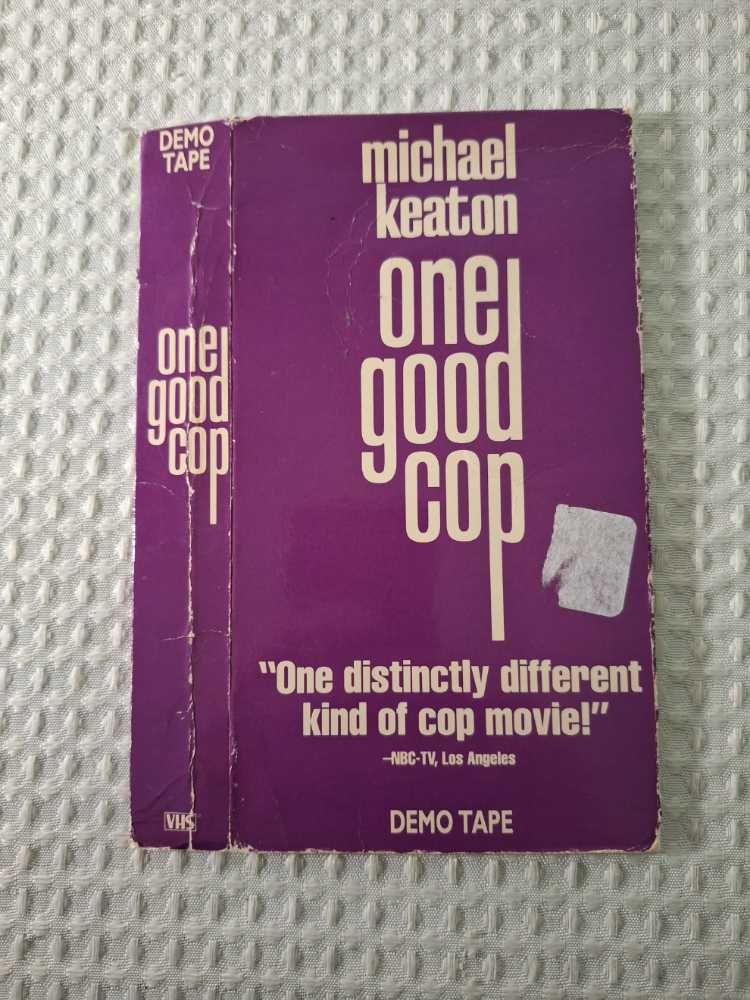 DEMO
TAPE
one
good
cop
VHS
michael
keaton
one
good
cop
"One distinctly different
kind of cop movie!"
–NBC-TV, Los Angeles
DEMO TAPE